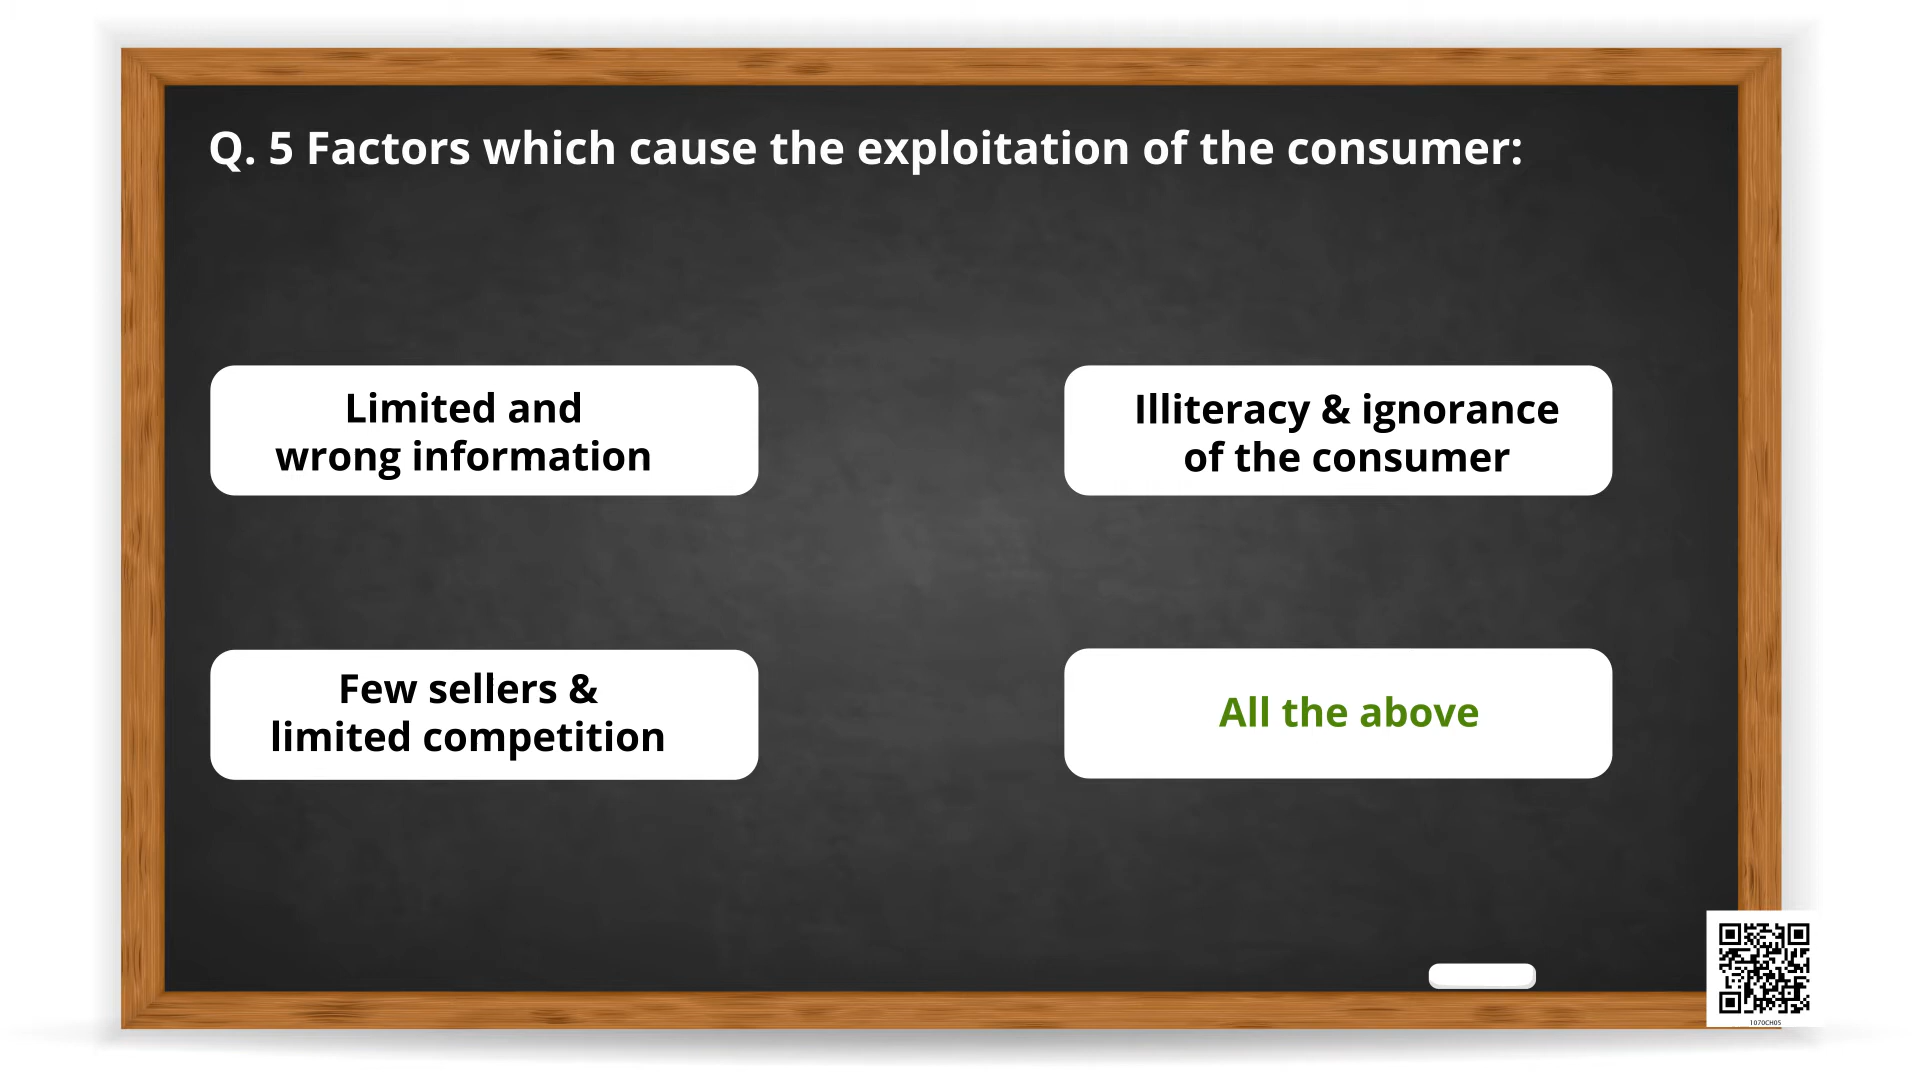 Q. 5 Factors which cause the exploitation of the consumer:
Limited and
wrong information
Illiteracy & ignorance
of the consumer
Few sellers &
limited competition
All the above
1070CH05